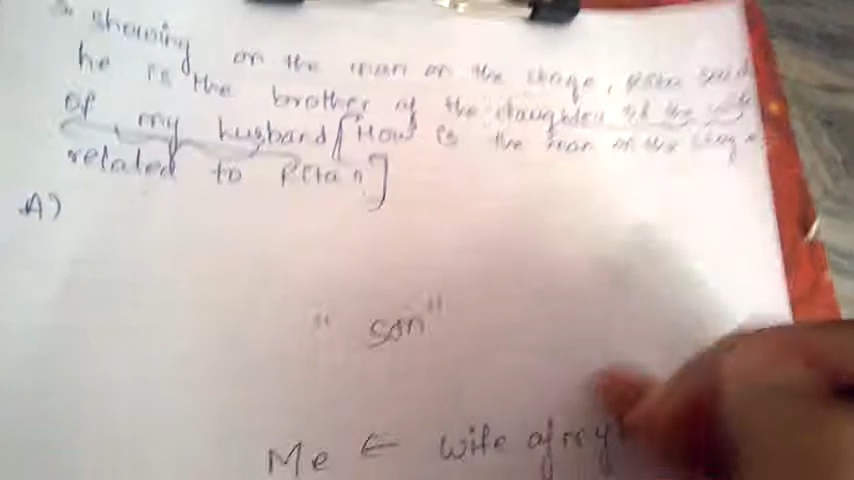 showing on the man on the stage, said
he is the brother of the daughter of the wife
of my husband [How is the man on the stage
related to Rita ?]
A)
" son "
Me ← wife of my